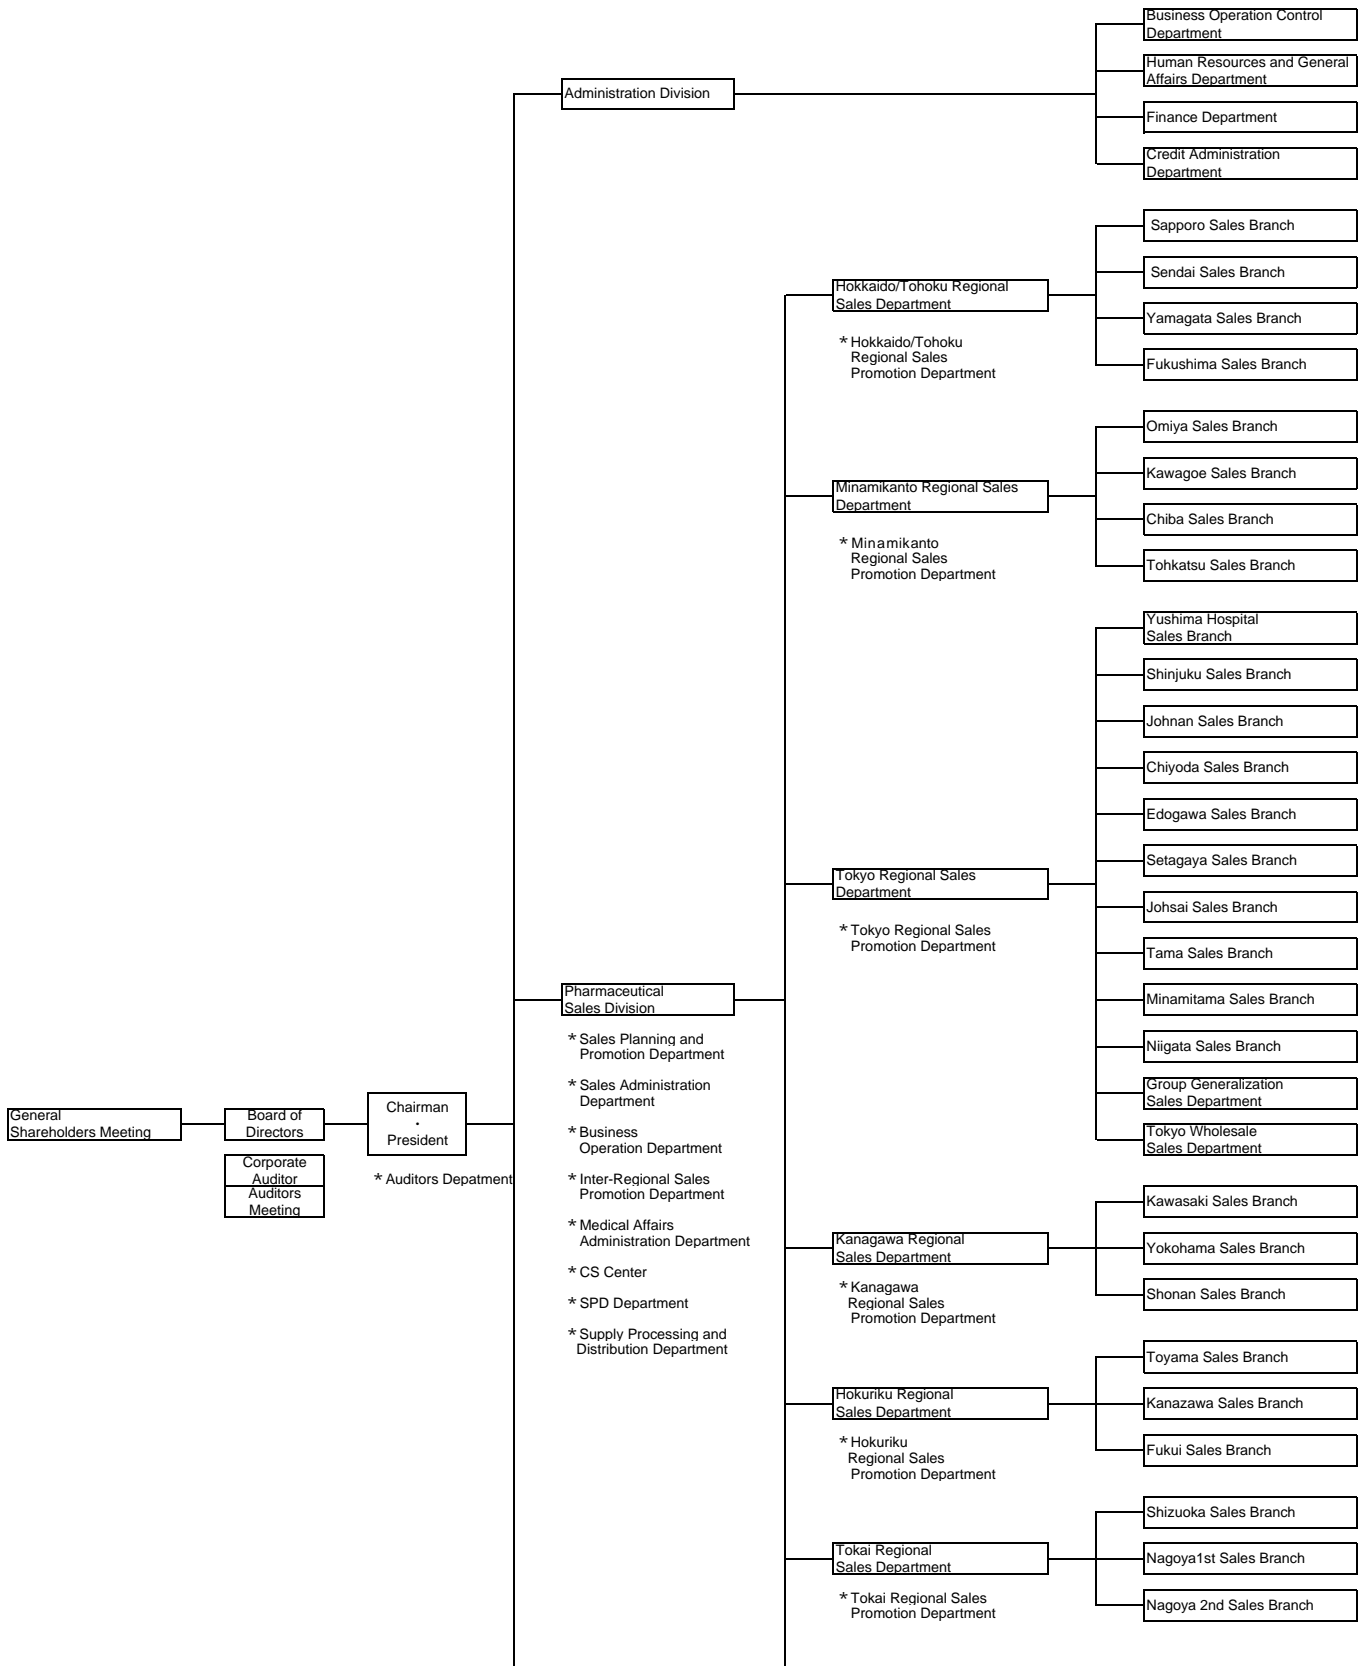 Business Operation Control
Department
Human Resources and General
Affairs Department
Administration Division
Finance Department
Credit Administration
Department
Sapporo Sales Branch
Sendai Sales Branch
Hokkaido/Tohoku Regional
Sales Department
Yamagata Sales Branch
* Hokkaido/Tohoku
Regional Sales
Promotion Department
Fukushima Sales Branch
Omiya Sales Branch
Kawagoe Sales Branch
Minamikanto Regional Sales
Department
Chiba Sales Branch
* Minamikanto
Regional Sales
Promotion Department
Tohkatsu Sales Branch
Yushima Hospital
Sales Branch
Shinjuku Sales Branch
Johnan Sales Branch
Chiyoda Sales Branch
Edogawa Sales Branch
Setagaya Sales Branch
Tokyo Regional Sales
Department
Johsai Sales Branch
* Tokyo Regional Sales
Promotion Department
Tama Sales Branch
Pharmaceutical
Sales Division
Minamitama Sales Branch
* Sales Planning and
Promotion Department
Niigata Sales Branch
* Sales Administration
Department
Group Generalization
Sales Department
General
Shareholders Meeting
Board of
Directors
Chairman
・
President
* Business
Operation Department
Tokyo Wholesale
Sales Department
Corporate
Auditor
Auditors
Meeting
* Auditors Depatment
* Inter-Regional Sales
Promotion Department
Kawasaki Sales Branch
* Medical Affairs
Administration Department
Kanagawa Regional
Sales Department
Yokohama Sales Branch
* CS Center
* Kanagawa
Regional Sales
Promotion Department
Shonan Sales Branch
* SPD Department
* Supply Processing and
Distribution Department
Toyama Sales Branch
Hokuriku Regional
Sales Department
Kanazawa Sales Branch
* Hokuriku
Regional Sales
Promotion Department
Fukui Sales Branch
Shizuoka Sales Branch
Tokai Regional
Sales Department
Nagoya1st Sales Branch
* Tokai Regional Sales
Promotion Department
Nagoya 2nd Sales Branch